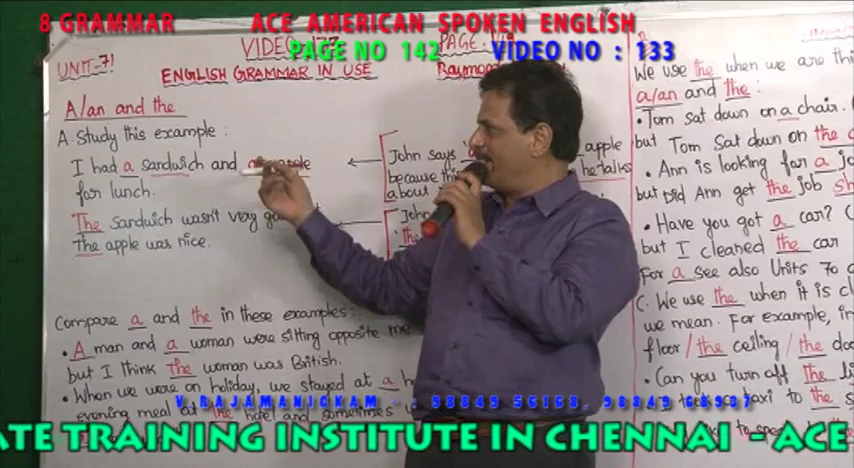 8 GRAMMAR ACE AMERICAN SPOKEN ENGLISH
PAGE NO 142 VIDEO NO : 133
UNIT-71
ENGLISH GRAMMAR IN USE
A/an and the
A. Study this example:
I had a sandwich and
for lunch.
The sandwich wasn't very
The apple was nice.
John says
apple
because
he talks
about
Compare a and the in these examples:
• A man and a woman were sitting opposite me
but I think the woman was British.
• When we were on holiday, we stayed at a
evening meal at the hotel and sometimes
We use the when we are
a/an and the:
• Tom sat down on a chair.
but Tom Sat down on the
• Ann is looking for a
but Did Ann get the job
• Have you got a car?
but I cleaned the car
For a see also Units 70
C. We use the when it is
we mean. For example,
floor / the ceiling / the
• Can you turn off the
taxi to the
V.RAJAMANICKAM - : 98849 56168, 98849 68937
ATE TRAINING INSTITUTE IN CHENNAI - ACE